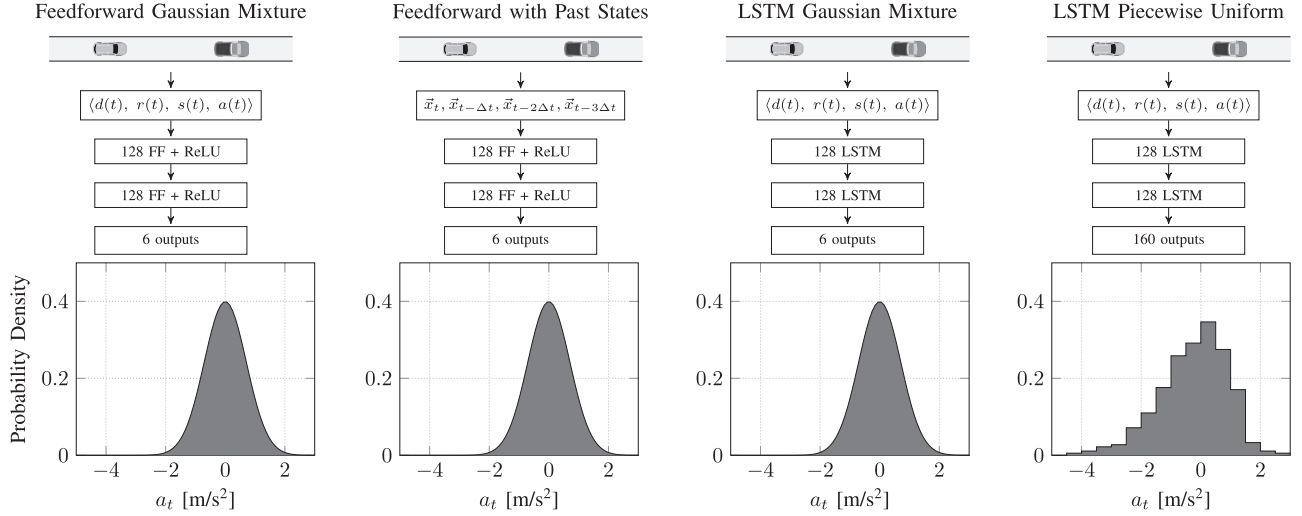 Feedforward Gaussian Mixture
Feedforward with Past States
LSTM Gaussian Mixture
LSTM Piecewise Uniform
⟨d(t), r(t), s(t), a(t)⟩
x⃗ₜ, x⃗ₜ₋Δₜ, x⃗ₜ₋₂Δₜ, x⃗ₜ₋₃Δₜ
⟨d(t), r(t), s(t), a(t)⟩
⟨d(t), r(t), s(t), a(t)⟩
128 FF + ReLU
128 FF + ReLU
128 LSTM
128 LSTM
128 FF + ReLU
128 FF + ReLU
128 LSTM
128 LSTM
6 outputs
6 outputs
6 outputs
160 outputs
Probability Density
0.4
0.2
0
−4 −2 0 2
aₜ [m/s²]
0.4
0.2
0
−4 −2 0 2
aₜ [m/s²]
0.4
0.2
0
−4 −2 0 2
aₜ [m/s²]
0.4
0.2
0
−4 −2 0 2
aₜ [m/s²]